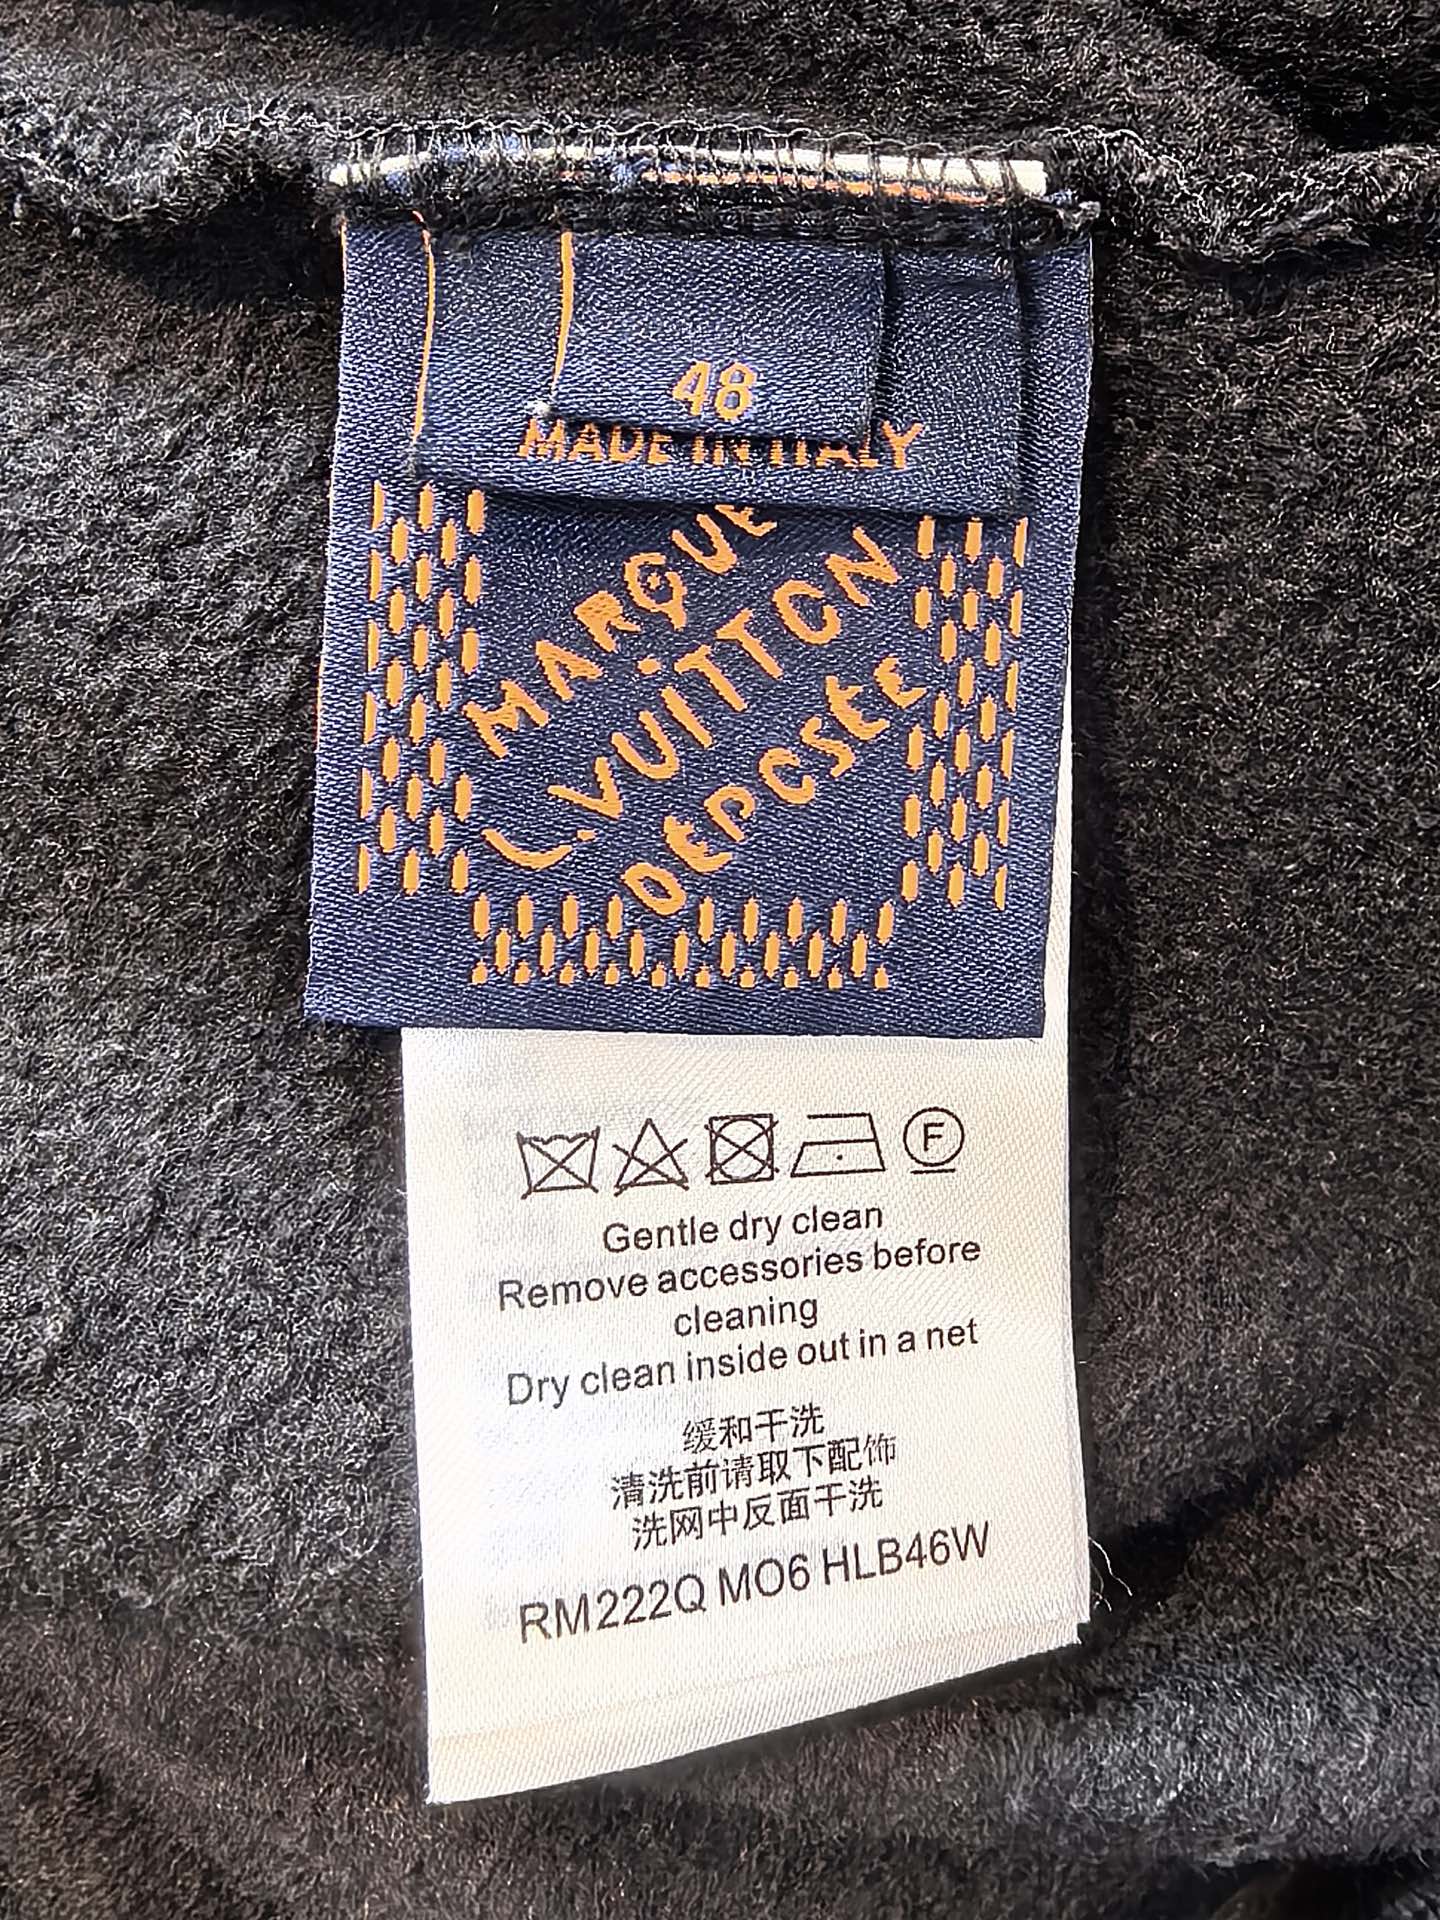 48
MADE IN ITALY
MARQUE
L.VUITTON
DÉPOSÉE
F
Gentle dry clean
Remove accessories before
cleaning
Dry clean inside out in a net
缓和干洗
清洗前请取下配饰
洗网中反面干洗
RM222Q MO6 HLB46W